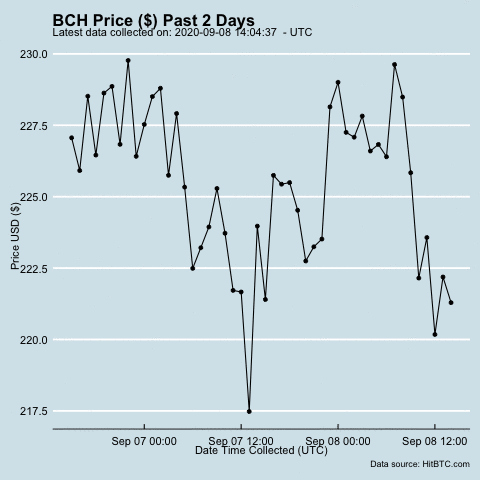 BCH Price ($) Past 2 Days
Latest data collected on: 2020-09-08 14:04:37  - UTC
230.0
227.5
225.0
222.5
220.0
217.5
Price USD ($)
Sep 07 00:00
Sep 07 12:00
Sep 08 00:00
Sep 08 12:00
Date Time Collected (UTC)
Data source: HitBTC.com